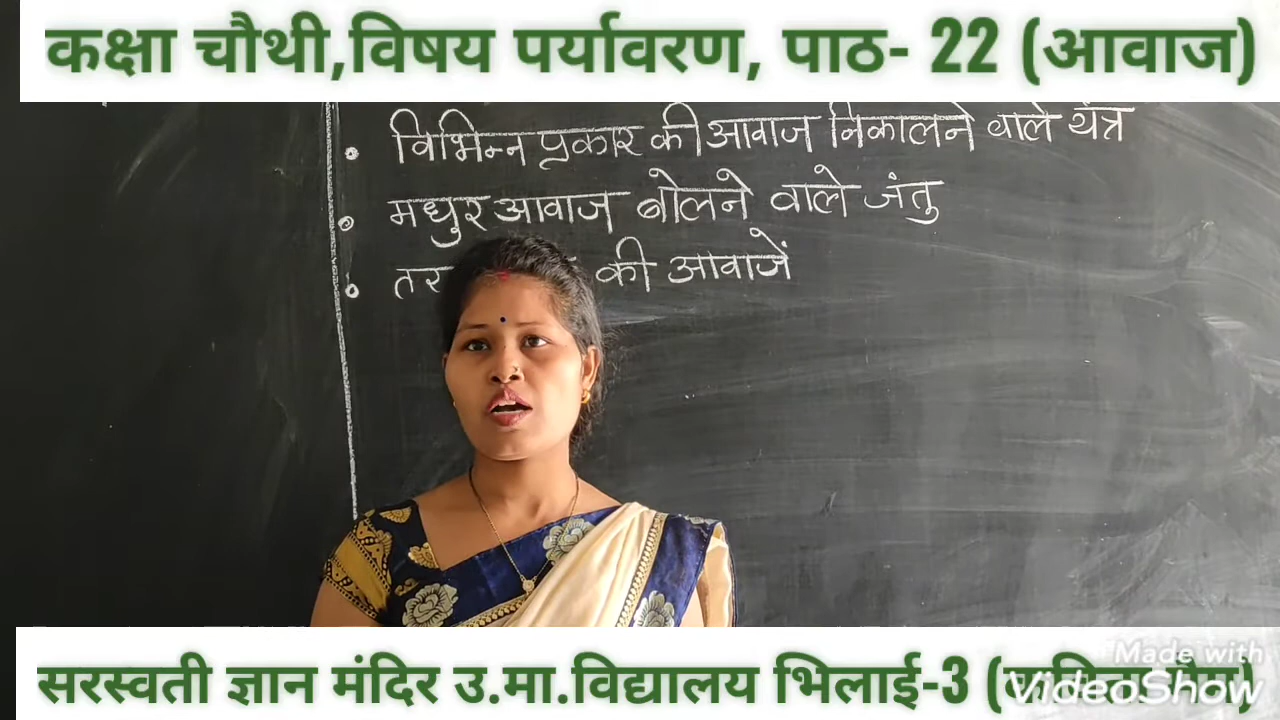 कक्षा चौथी,विषय पर्यावरण, पाठ- 22 (आवाज)
• विभिन्न प्रकार की आवाज निकालने वाले यंत्र
• मधुर आवाज बोलने वाले जंतु
• की आवाजें
सरस्वती ज्ञान मंदिर उ.मा.विद्यालय भिलाई-3
Made with
VideoShow